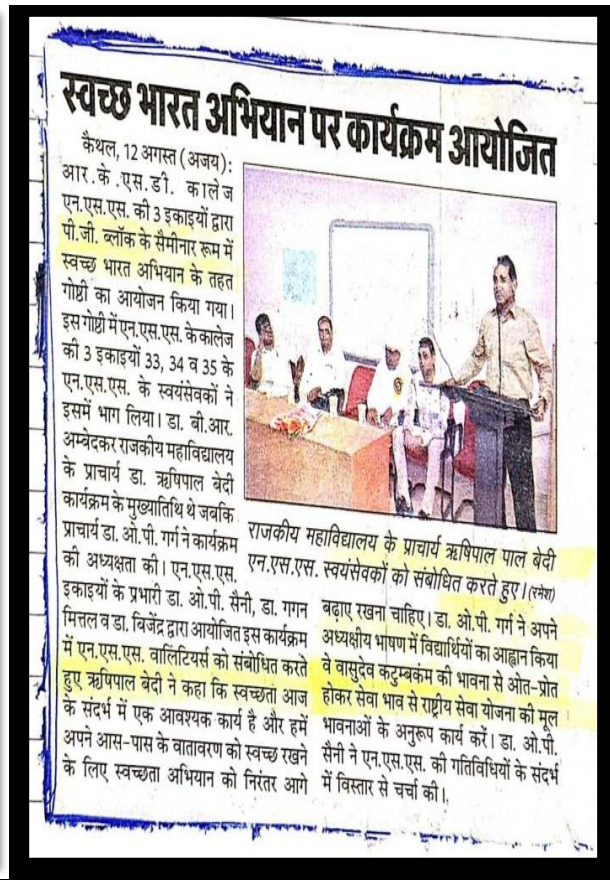 स्वच्छ भारत अभियान पर कार्यक्रम आयोजित
कैथल, 12 अगस्त (अजय):
आर.के.एस.डी. कालेज
एन.एस.एस. की 3 इकाइयों द्वारा
पी.जी. ब्लॉक के सैमीनार रूम में
स्वच्छ भारत अभियान के तहत
गोष्ठी का आयोजन किया गया।
इस गोष्ठी में एन.एस.एस. के कालेज
की 3 इकाइयों 33, 34 व 35 के
एन.एस.एस. के स्वयंसेवकों ने
इसमें भाग लिया। डा. बी.आर.
अम्बेदकर राजकीय महाविद्यालय
के प्राचार्य डा. ऋषिपाल बेदी
कार्यक्रम के मुख्यातिथि थे जबकि
प्राचार्य डा. ओ.पी. गर्ग ने कार्यक्रम
की अध्यक्षता की। एन.एस.एस.
इकाइयों के प्रभारी डा. ओ.पी. सैनी, डा. गगन
मित्तल व डा. बिजेंद्र द्वारा आयोजित इस कार्यक्रम
में एन.एस.एस. वालिंटियर्स को संबोधित करते
हुए ऋषिपाल बेदी ने कहा कि स्वच्छता आज
के संदर्भ में एक आवश्यक कार्य है और हमें
अपने आस-पास के वातावरण को स्वच्छ रखने
के लिए स्वच्छता अभियान को निरंतर आगे
राजकीय महाविद्यालय के प्राचार्य ऋषिपाल पाल बेदी
एन.एस.एस. स्वयंसेवकों को संबोधित करते हुए। (रमेश)
बढ़ाए रखना चाहिए। डा. ओ.पी. गर्ग ने अपने
अध्यक्षीय भाषण में विद्यार्थियों का आह्वान किया
वे वासुदेव कटुम्बकंम की भावना से ओत-प्रोत
होकर सेवा भाव से राष्ट्रीय सेवा योजना की मूल
भावनाओं के अनुरूप कार्य करें। डा. ओ.पी.
सैनी ने एन.एस.एस. की गतिविधियों के संदर्भ
में विस्तार से चर्चा की।